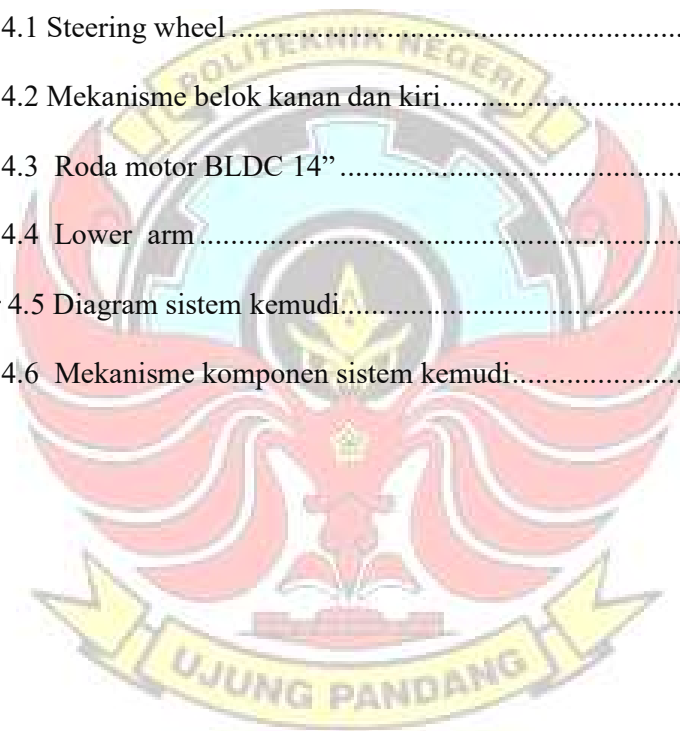 4.1 Steering wheel ........................................
4.2 Mekanisme belok kanan dan kiri........................
4.3 Roda motor BLDC 14” ...................................
4.4 Lower arm ..............................................
4.5 Diagram sistem kemudi..................................
4.6 Mekanisme komponen sistem kemudi.......................
POLITEKNIK NEGERI
UJUNG PANDANG